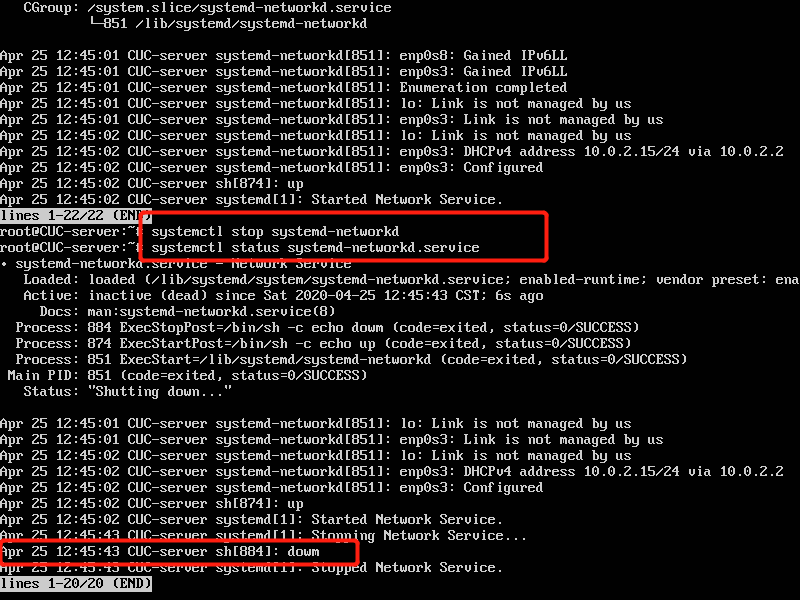 CGroup: /system.slice/systemd-networkd.service
└─851 /lib/systemd/systemd-networkd
Apr 25 12:45:01 CUC-server systemd-networkd[851]: enp0s8: Gained IPv6LL
Apr 25 12:45:01 CUC-server systemd-networkd[851]: enp0s3: Gained IPv6LL
Apr 25 12:45:01 CUC-server systemd-networkd[851]: Enumeration completed
Apr 25 12:45:01 CUC-server systemd-networkd[851]: lo: Link is not managed by us
Apr 25 12:45:01 CUC-server systemd-networkd[851]: enp0s3: Link is not managed by us
Apr 25 12:45:02 CUC-server systemd-networkd[851]: lo: Link is not managed by us
Apr 25 12:45:02 CUC-server systemd-networkd[851]: enp0s3: DHCPv4 address 10.0.2.15/24 via 10.0.2.2
Apr 25 12:45:02 CUC-server systemd-networkd[851]: enp0s3: Configured
Apr 25 12:45:02 CUC-server sh[874]: up
Apr 25 12:45:02 CUC-server systemd[1]: Started Network Service.
lines 1-22/22 (END)
root@CUC-server:~# systemctl stop systemd-networkd
root@CUC-server:~# systemctl status systemd-networkd.service
• systemd-networkd.service - Network Service
Loaded: loaded (/lib/systemd/system/systemd-networkd.service; enabled-runtime; vendor preset: ena
Active: inactive (dead) since Sat 2020-04-25 12:45:43 CST; 6s ago
Docs: man:systemd-networkd.service(8)
Process: 884 ExecStopPost=/bin/sh -c echo dowm (code=exited, status=0/SUCCESS)
Process: 874 ExecStartPost=/bin/sh -c echo up (code=exited, status=0/SUCCESS)
Process: 851 ExecStart=/lib/systemd/systemd-networkd (code=exited, status=0/SUCCESS)
Main PID: 851 (code=exited, status=0/SUCCESS)
Status: "Shutting down..."
Apr 25 12:45:01 CUC-server systemd-networkd[851]: lo: Link is not managed by us
Apr 25 12:45:01 CUC-server systemd-networkd[851]: enp0s3: Link is not managed by us
Apr 25 12:45:02 CUC-server systemd-networkd[851]: lo: Link is not managed by us
Apr 25 12:45:02 CUC-server systemd-networkd[851]: enp0s3: DHCPv4 address 10.0.2.15/24 via 10.0.2.2
Apr 25 12:45:02 CUC-server systemd-networkd[851]: enp0s3: Configured
Apr 25 12:45:02 CUC-server sh[874]: up
Apr 25 12:45:02 CUC-server systemd[1]: Started Network Service.
Apr 25 12:45:43 CUC-server systemd[1]: Stopping Network Service...
Apr 25 12:45:43 CUC-server sh[884]: dowm
Apr 25 12:45:43 CUC-server systemd[1]: Stopped Network Service.
lines 1-20/20 (END)